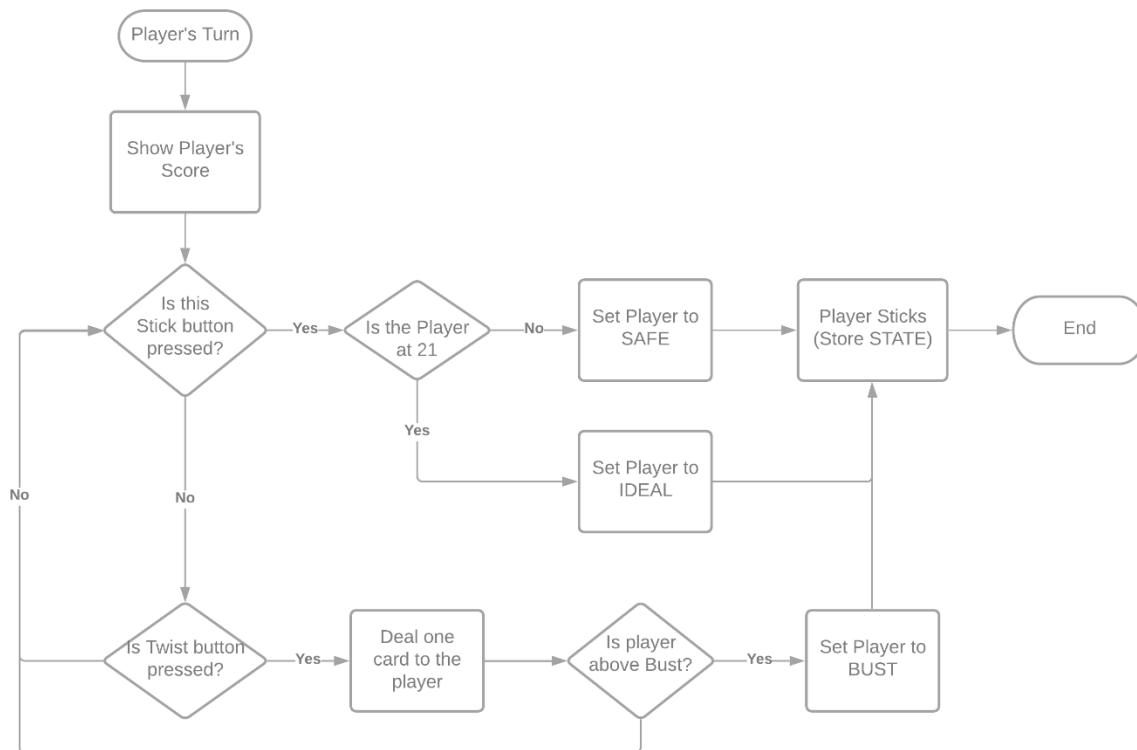 Player's Turn
Show Player's
Score
Is this
Stick button
pressed?
Yes
Is the Player
at 21
No
Set Player to
SAFE
Player Sticks
(Store STATE)
End
Yes
Set Player to
IDEAL
No
No
Is Twist button
pressed?
Yes
Deal one
card to the
player
Is player
above Bust?
Yes
Set Player to
BUST